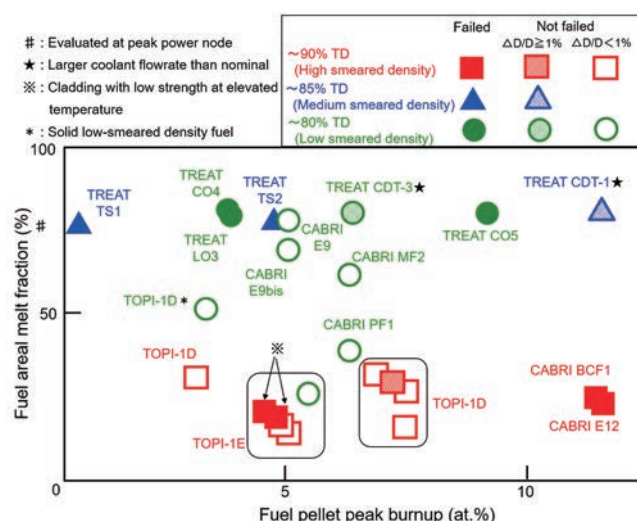 # : Evaluated at peak power node
★ : Larger coolant flowrate than nominal
※ : Cladding with low strength at elevated
temperature
* : Solid low-smeared density fuel
Failed
Not failed
ΔD/D≧1%
ΔD/D<1%
~90% TD
(High smeared density)
~85% TD
(Medium smeared density)
~80% TD
(Low smeared density)
Fuel areal melt fraction (%)
#
100
50
0
5
10
Fuel pellet peak burnup (at.%)
TREAT
TS1
TREAT
CO4
TREAT
LO3
TREAT
TS2
CABRI
E9
CABRI
E9bis
TREAT CDT-3★
CABRI MF2
TREAT CO5
TREAT CDT-1★
TOPI-1D *
CABRI PF1
TOPI-1D
※
TOPI-1E
TOPI-1D
CABRI BCF1
CABRI E12